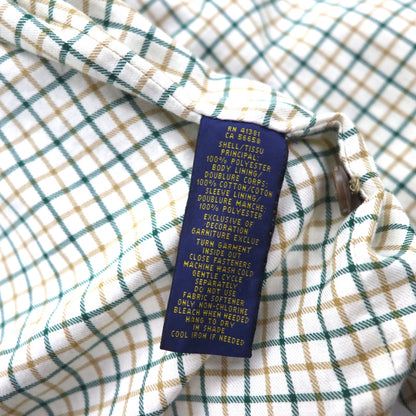 RN 41381
CA 56658
SHELL/TISSU
PRINCIPAL:
100% POLYESTER
BODY LINING/
DOUBLURE CORPS:
100% COTTON/COTON
SLEEVE LINING/
DOUBLURE MANCHE:
100% POLYESTER
EXCLUSIVE OF
DECORATION
GARNITURE EXCLUE
TURN GARMENT
INSIDE OUT
CLOSE FASTENERS
MACHINE WASH COLD
GENTLE CYCLE
SEPARATELY
DO NOT USE
FABRIC SOFTENER
ONLY NON-CHLORINE
BLEACH WHEN NEEDED
HANG TO DRY
IN SHADE
COOL IRON IF NEEDED